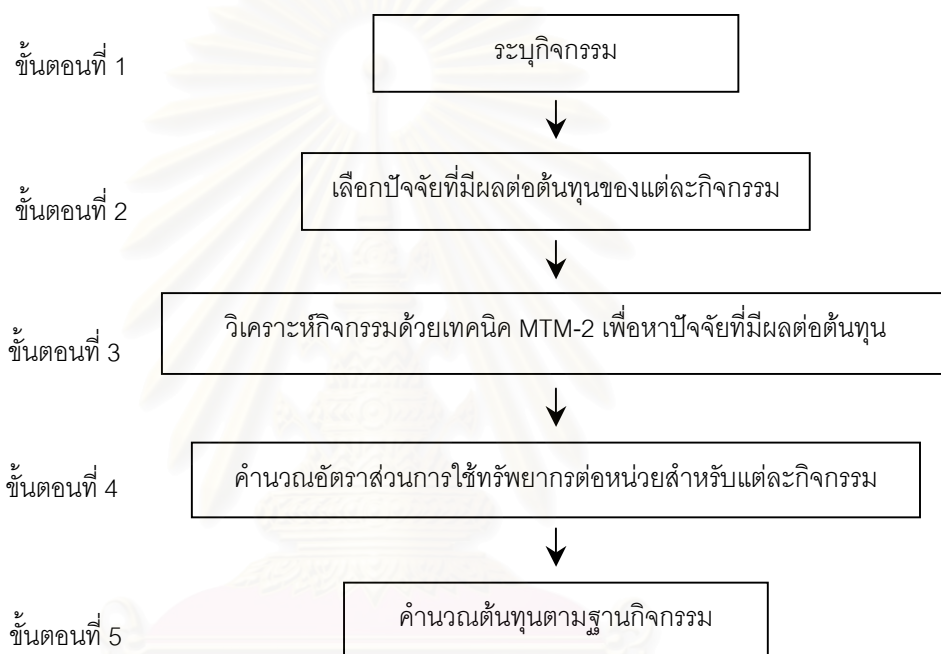 ขั้นตอนที่ 1
ระบุกิจกรรม
ขั้นตอนที่ 2
เลือกปัจจัยที่มีผลต่อต้นทุนของแต่ละกิจกรรม
ขั้นตอนที่ 3
วิเคราะห์กิจกรรมด้วยเทคนิค MTM-2 เพื่อหาปัจจัยที่มีผลต่อต้นทุน
ขั้นตอนที่ 4
คำนวณอัตราส่วนการใช้ทรัพยากรต่อหน่วยสำหรับแต่ละกิจกรรม
ขั้นตอนที่ 5
คำนวณต้นทุนตามฐานกิจกรรม